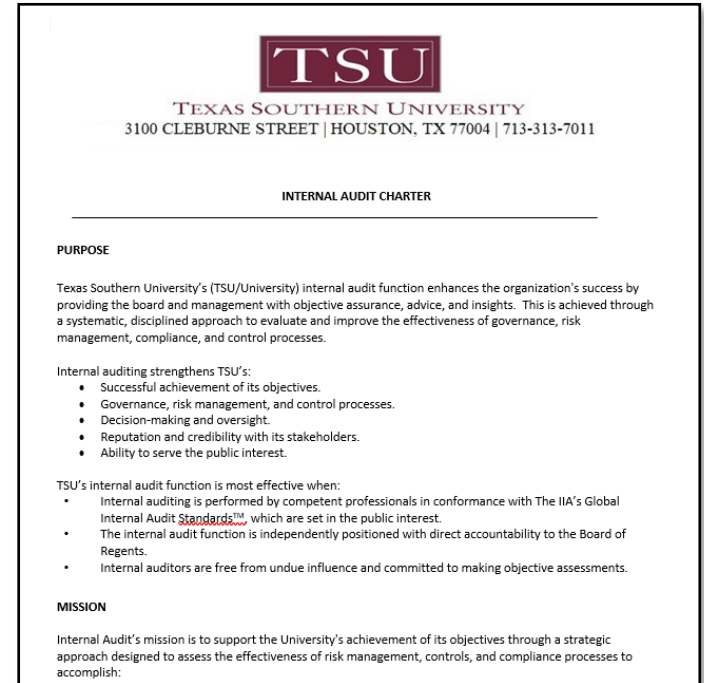 TSU
TEXAS SOUTHERN UNIVERSITY
3100 CLEBURNE STREET | HOUSTON, TX 77004 | 713-313-7011
INTERNAL AUDIT CHARTER
PURPOSE
Texas Southern University's (TSU/University) internal audit function enhances the organization's success by
providing the board and management with objective assurance, advice, and insights. This is achieved through
a systematic, disciplined approach to evaluate and improve the effectiveness of governance, risk
management, compliance, and control processes.
Internal auditing strengthens TSU's:
• Successful achievement of its objectives.
• Governance, risk management, and control processes.
• Decision-making and oversight.
• Reputation and credibility with its stakeholders.
• Ability to serve the public interest.
TSU's internal audit function is most effective when:
• Internal auditing is performed by competent professionals in conformance with The IIA's Global
Internal Audit Standards™, which are set in the public interest.
• The internal audit function is independently positioned with direct accountability to the Board of
Regents.
• Internal auditors are free from undue influence and committed to making objective assessments.
MISSION
Internal Audit's mission is to support the University's achievement of its objectives through a strategic
approach designed to assess the effectiveness of risk management, controls, and compliance processes to
accomplish: